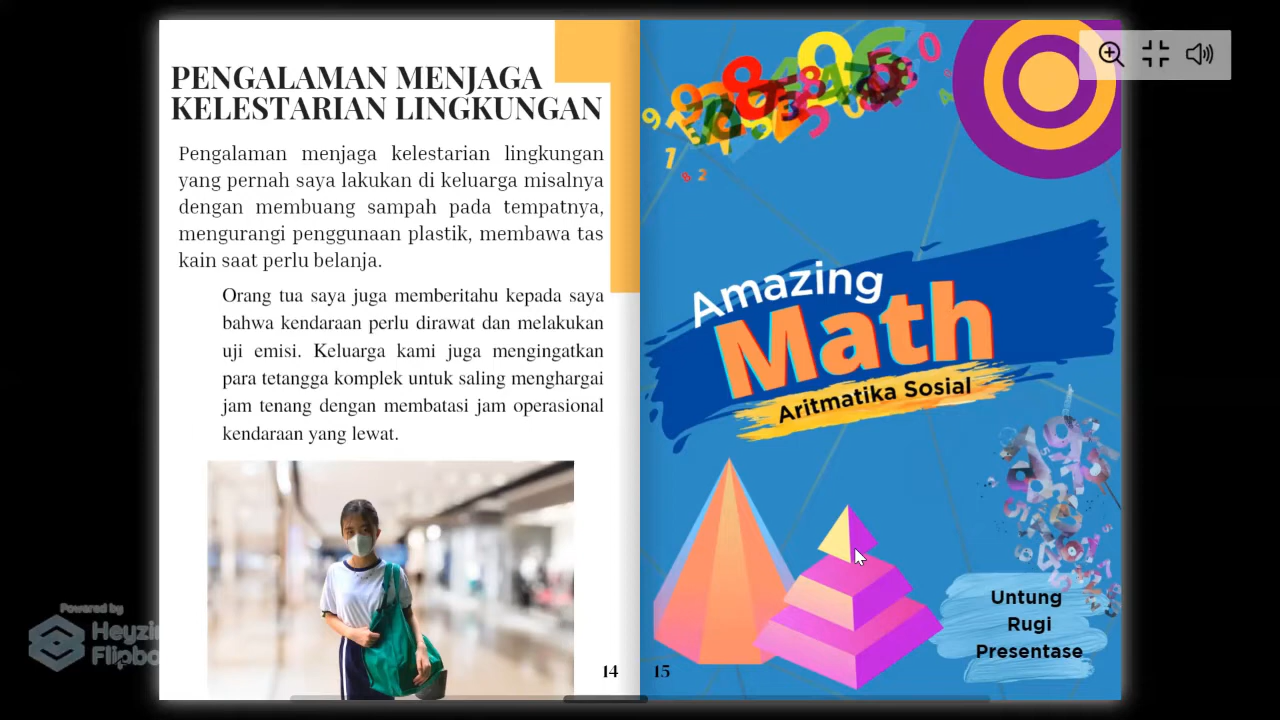 PENGALAMAN MENJAGA
KELESTARIAN LINGKUNGAN
Pengalaman menjaga kelestarian lingkungan
yang pernah saya lakukan di keluarga misalnya
dengan membuang sampah pada tempatnya,
mengurangi penggunaan plastik, membawa tas
kain saat perlu belanja.
Orang tua saya juga memberitahu kepada saya
bahwa kendaraan perlu dirawat dan melakukan
uji emisi. Keluarga kami juga mengingatkan
para tetangga komplek untuk saling menghargai
jam tenang dengan membatasi jam operasional
kendaraan yang lewat.
Powered by
14
Amazing
Math
Aritmatika Sosial
Untung
Rugi
Presentase
15